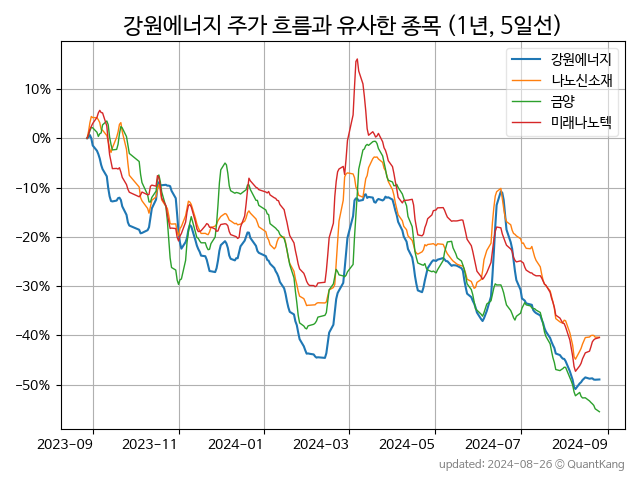 강원에너지 주가 흐름과 유사한 종목 (1년, 5일선)
강원에너지
나노신소재
금양
미래나노텍
10%
0%
−10%
−20%
−30%
−40%
−50%
2023-09
2023-11
2024-01
2024-03
2024-05
2024-07
2024-09
updated: 2024-08-26 © QuantKang